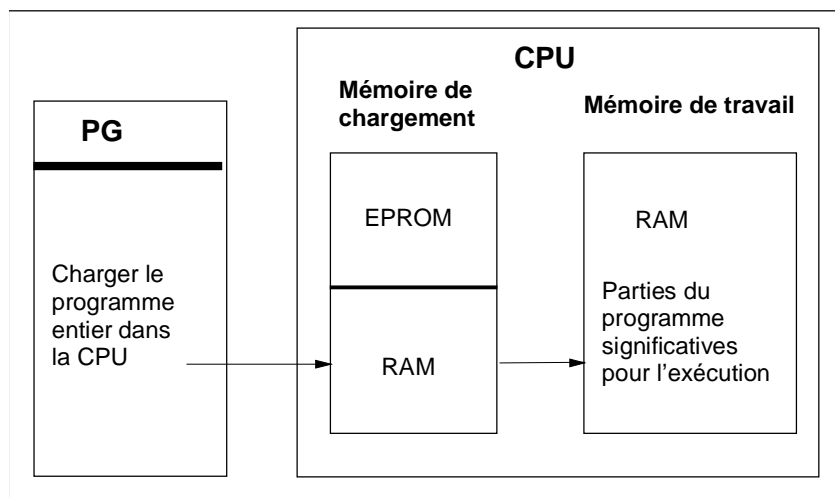 CPU
Mémoire de
chargement
Mémoire de travail
PG
EPROM
RAM
RAM
Charger le
programme
entier dans
la CPU
Parties du
programme
significatives
pour l'exécution